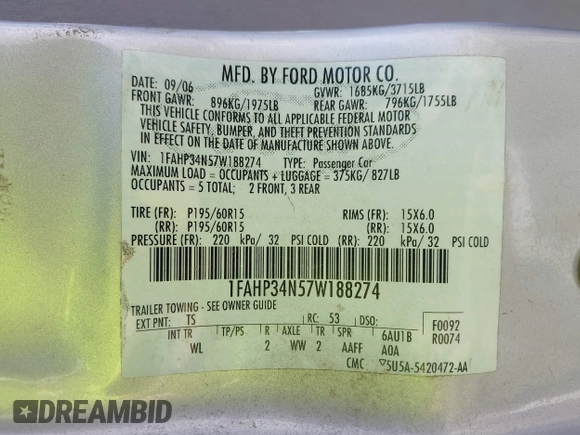 MFD. BY FORD MOTOR CO.
DATE: 09/06
GVWR: 1685KG/3715LB
FRONT GAWR: 896KG/1975LB
REAR GAWR: 796KG/1755LB
THIS VEHICLE CONFORMS TO ALL APPLICABLE FEDERAL MOTOR
VEHICLE SAFETY, BUMPER, AND THEFT PREVENTION STANDARDS
IN EFFECT ON THE DATE OF MANUFACTURE SHOWN ABOVE.
VIN: 1FAHP34N57W188274 TYPE: Passenger Car
MAXIMUM LOAD = OCCUPANTS + LUGGAGE = 375KG/ 827LB
OCCUPANTS = 5 TOTAL; 2 FRONT, 3 REAR
TIRE (FR): P195/60R15 RIMS (FR): 15X6.0
(RR): P195/60R15 (RR): 15X6.0
PRESSURE (FR): 220 kPa/ 32 PSI COLD (RR): 220 kPa/ 32 PSI COLD
1FAHP34N57W188274
TRAILER TOWING - SEE OWNER GUIDE
EXT PNT: TS RC: 53 DSO: F0092
INT TR TP/PS R AXLE TR SPR 6AU1B R0074
WL 2 WW 2 AAFF A0A
CMC 5U5A-5420472-AA
DREAMBID